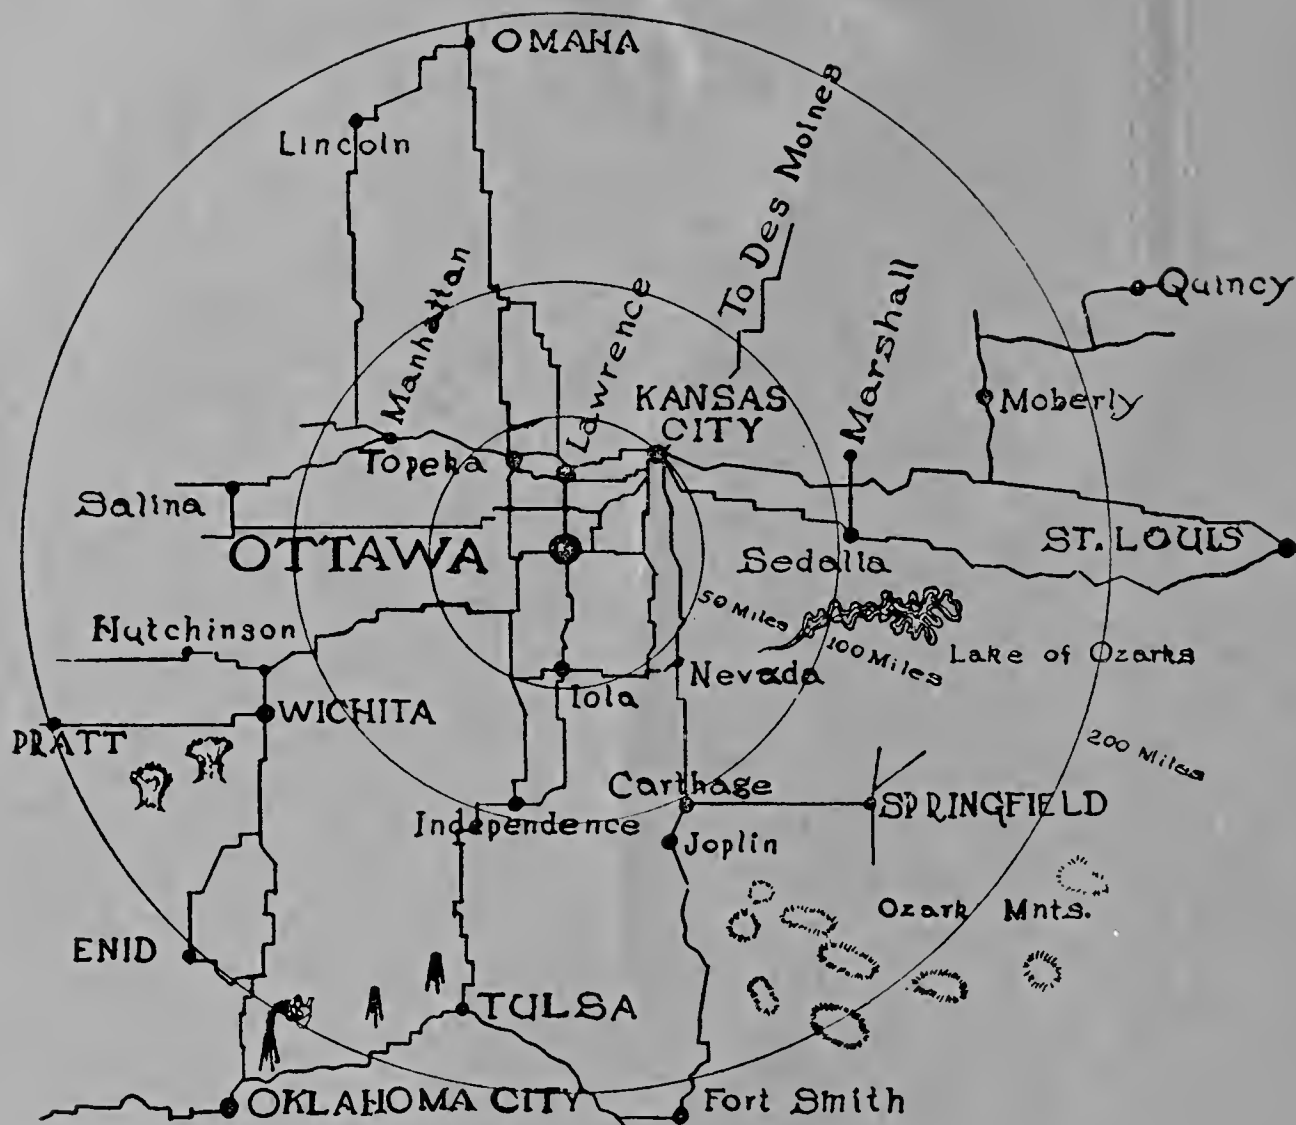 OMAHA
Lincoln
To Des Moines
Manhattan
Lawrence
Marshall
Quincy
KANSAS
CITY
Moberly
Topeka
Salina
OTTAWA
Sedalla
ST. LOUIS
50 Miles
100 Miles
Lake of Ozarks
Hutchinson
Nevada
Iola
WICHITA
PRATT
200 Miles
Carthage
SPRINGFIELD
Independence
Joplin
Ozark Mnts.
ENID
TULSA
OKLAHOMA CITY
Fort Smith